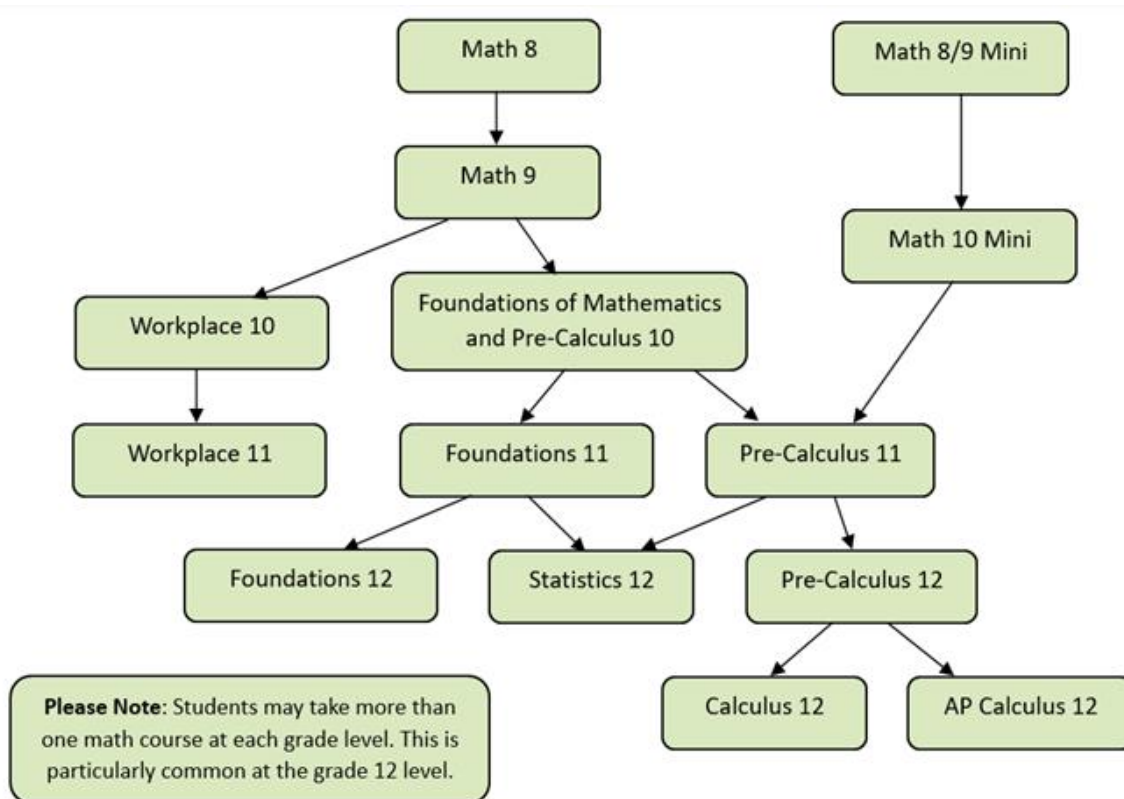 Math 8
Math 8/9 Mini
Math 9
Math 10 Mini
Workplace 10
Foundations of Mathematics
and Pre-Calculus 10
Workplace 11
Foundations 11
Pre-Calculus 11
Foundations 12
Statistics 12
Pre-Calculus 12
Calculus 12
AP Calculus 12
Please Note: Students may take more than
one math course at each grade level. This is
particularly common at the grade 12 level.